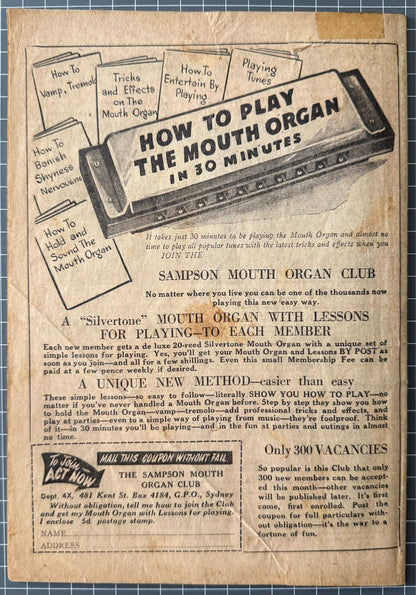 How To
Vamp, Tremolo
Tricks
and
Effects
on The
Mouth Organ
How To
Entertain By
Playing
Playing
Tunes
How To
Banish
Shyness
Nervousness
How To
Hold and
Sound The
Mouth Organ
HOW TO PLAY
THE MOUTH ORGAN
IN 30 MINUTES
It takes just 30 minutes to be playing the Mouth Organ and almost no
time to play all popular tunes with the latest tricks and effects when you
JOIN THE
SAMPSON MOUTH ORGAN CLUB
No matter where you live you can be one of the thousands now
playing this new easy way.
A "Silvertone" MOUTH ORGAN WITH LESSONS
FOR PLAYING—TO EACH MEMBER
Each new member gets a de luxe 20-reed Silvertone Mouth Organ with a unique set of
simple lessons for playing. Yes, you'll get your Mouth Organ and Lessons BY POST as
soon as you join—and all for a few shillings. Even this small Membership Fee can be
paid at a few pence weekly if desired.
A UNIQUE NEW METHOD—easier than easy
These simple lessons—so easy to follow—literally SHOW YOU HOW TO PLAY—no
matter if you've never handled a Mouth Organ before. Step by step they show you how
to hold the Mouth Organ—vamp—tremolo—add professional tricks and effects, and
play at parties—even to a simple way of playing from music—they're foolproof. Think
of it—in 30 minutes you'll be playing—and in the fun at parties and outings in almost
no time.
To Join—
ACT NOW
MAIL THIS COUPON WITHOUT FAIL
THE SAMPSON MOUTH
ORGAN CLUB
Dept. 4X, 481 Kent St. Box 4184, G.P.O., Sydney
Without obligation, tell me how to join the Club
and get my Mouth Organ with Lessons for playing.
I enclose 5d. postage stamp.
NAME
ADDRESS
Only 300 VACANCIES
So popular is this Club that only
300 new members can be accept-
ed this month—other vacancies
will be published later. It's first
come, first enrolled. Post the
coupon for full particulars with-
out obligation—it's the way to a
fortune of fun.